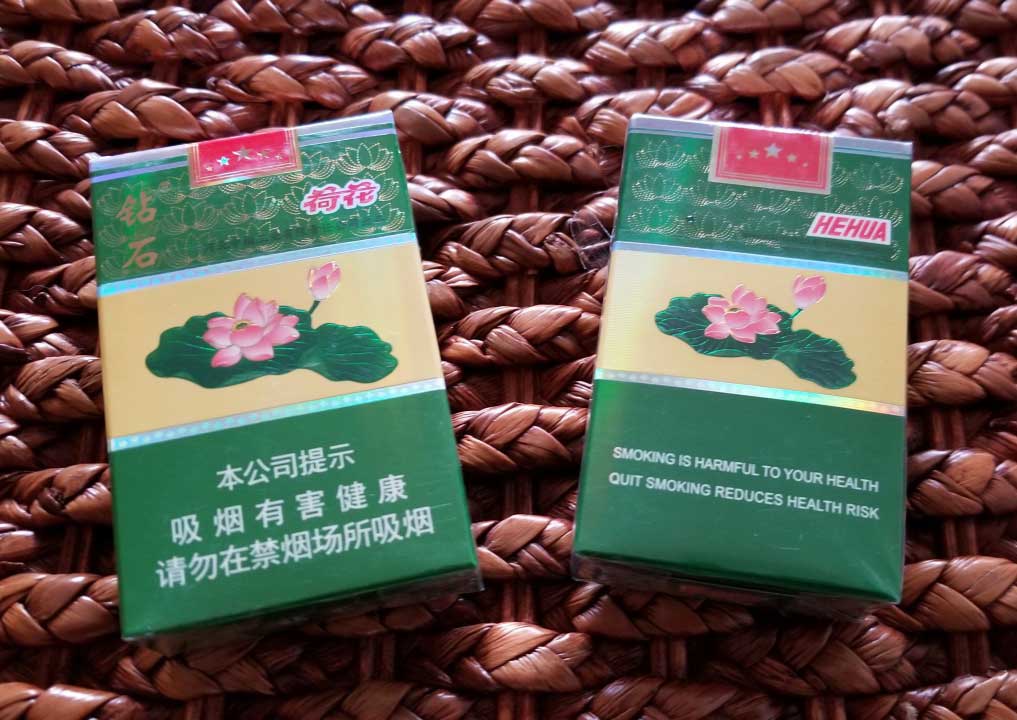 钻石
荷花
本公司提示
吸烟有害健康
请勿在禁烟场所吸烟
HEHUA
SMOKING IS HARMFUL TO YOUR HEALTH
QUIT SMOKING REDUCES HEALTH RISK